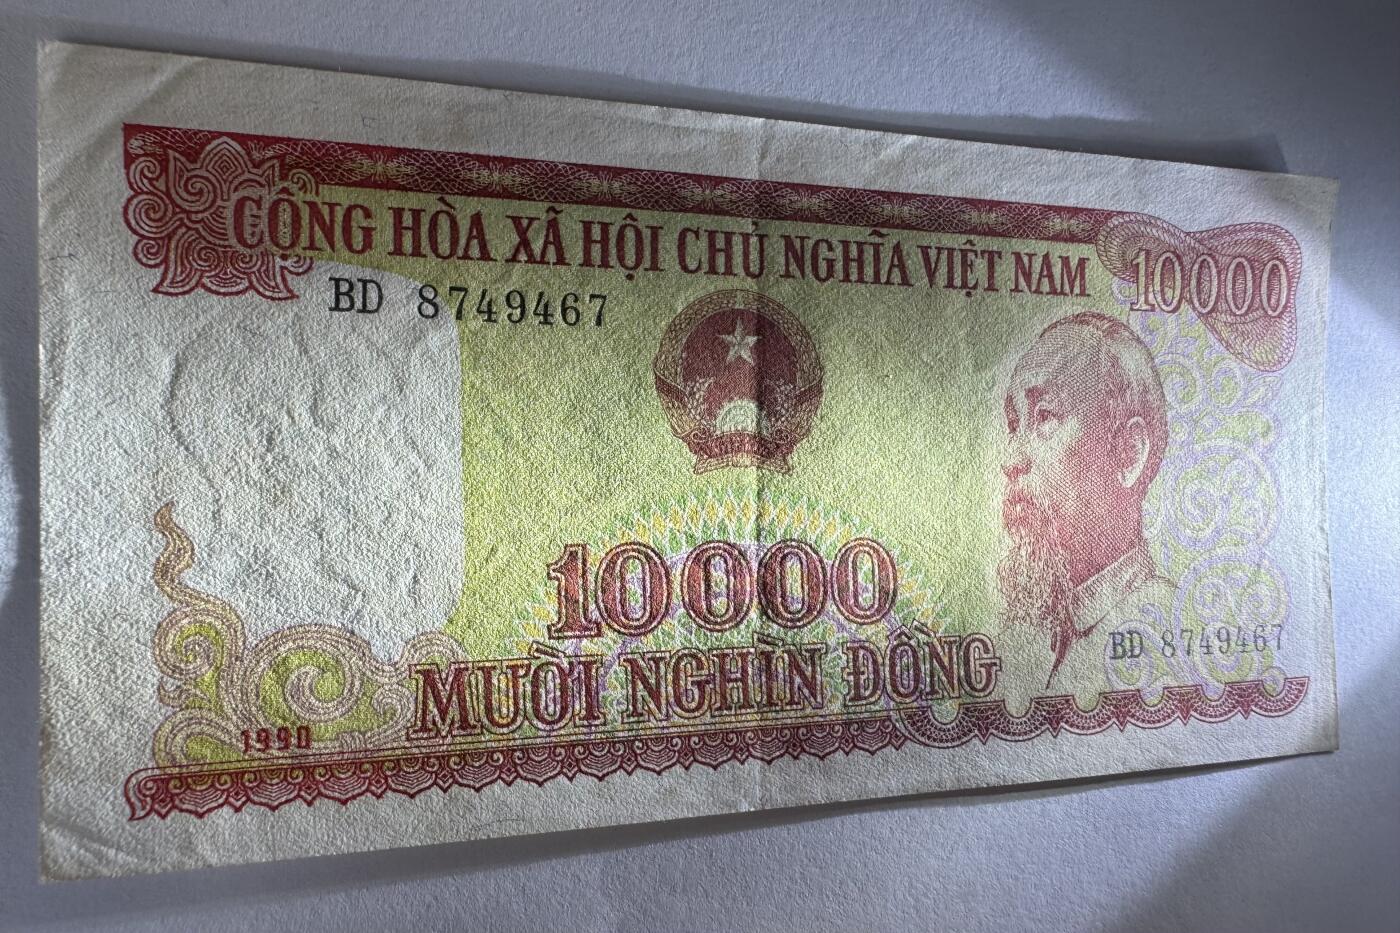 CỘNG HÒA XÃ HỘI CHỦ NGHĨA VIỆT NAM
10000
BD 8749467
10000
MƯỜI NGHÌN ĐỒNG
BD 8749467
1990